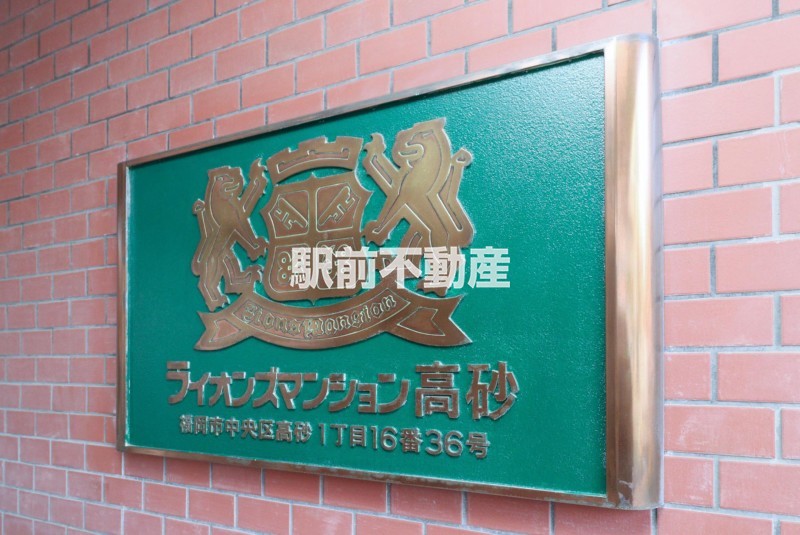 駅前不動産
Lions Mansion
ライオンズマンション高砂
福岡市中央区高砂1丁目16番36号